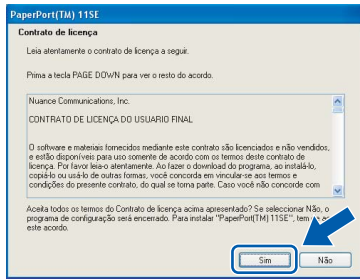 PaperPort(TM) 11SE
Contrato de licença
Leia atentamente o contrato de licença a seguir.
Prima a tecla PAGE DOWN para ver o resto do acordo.
Nuance Communications, Inc.
CONTRATO DE LICENÇA DO USUARIO FINAL
O software e materiais fornecidos mediante este contrato são licenciados e não vendidos,
e estão disponíveis para uso somente de acordo com os termos deste contrato de
licença. Por favor leia-o atentamente. Ao fazer o download do programa, ao instalá-lo,
copiá-lo ou usá-lo de outras formas, você concorda em vincular-se aos termos e
condições do presente contrato, do qual se torna parte. Caso você não concorde com
Aceita todos os termos do Contrato de licença acima apresentado? Se seleccionar Não, o
programa de configuração será encerrado. Para instalar "PaperPort(TM) 11SE", tem
este acordo.
Sim
Não